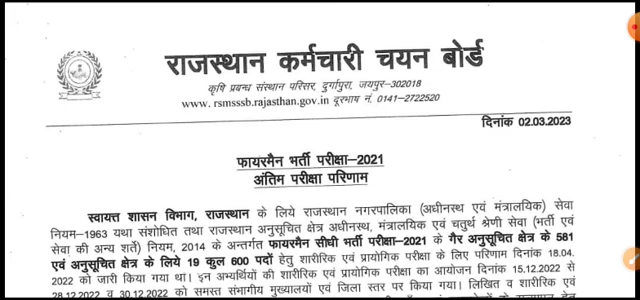 राजस्थान कर्मचारी चयन बोर्ड
कृषि प्रबन्ध संस्थान परिसर, दुर्गापुरा, जयपुर–302018
www.rsmsssb.rajasthan.gov.in दूरभाष नं. 0141-2722520
दिनांक 02.03.2023
फायरमैन भर्ती परीक्षा–2021
अंतिम परीक्षा परिणाम
स्वायत्त शासन विभाग, राजस्थान के लिये राजस्थान नगरपालिका (अधीनस्थ एवं मंत्रालयिक) सेवा
नियम–1963 यथा संशोधित तथा राजस्थान अनुसूचित क्षेत्र अधीनस्थ, मंत्रालयिक एवं चतुर्थ श्रेणी सेवा (भर्ती एवं
सेवा की अन्य शर्ते) नियम, 2014 के अन्तर्गत फायरमैन सीधी भर्ती परीक्षा–2021 के गैर अनुसूचित क्षेत्र के 581
एवं अनुसूचित क्षेत्र के लिये 19 कुल 600 पदों हेतु शारीरिक एवं प्रायोगिक परीक्षा के लिए परिणाम दिनांक 18.04.
2022 को जारी किया गया था। इन अभ्यर्थियों की शारीरिक एवं प्रायोगिक परीक्षा का आयोजन दिनांक 15.12.2022 से
28.12.2022 व 30.12.2022 को समस्त संभागीय मुख्यालयों एवं जिला स्तर पर किया गया। लिखित व शारीरिक एवं